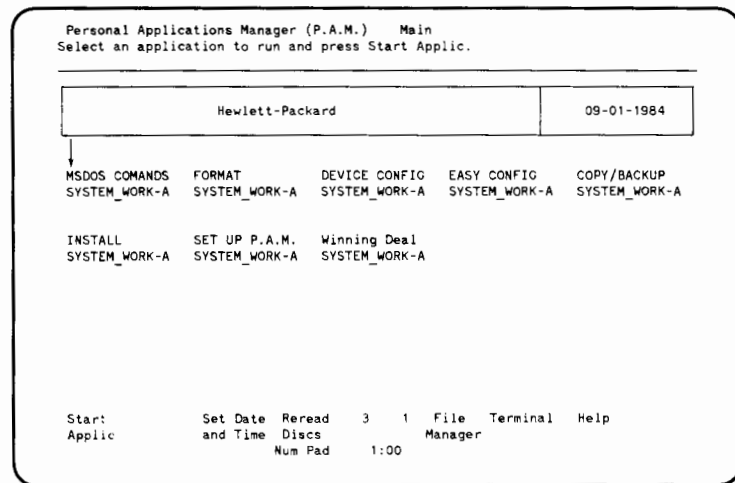 Personal Applications Manager (P.A.M.) Main
Select an application to run and press Start Applic.
Hewlett-Packard 09-01-1984
MSDOS COMANDS FORMAT DEVICE CONFIG EASY CONFIG COPY/BACKUP
SYSTEM_WORK-A SYSTEM_WORK-A SYSTEM_WORK-A SYSTEM_WORK-A SYSTEM_WORK-A
INSTALL SET UP P.A.M. Winning Deal
SYSTEM_WORK-A SYSTEM_WORK-A SYSTEM_WORK-A
Start Set Date Reread 3 1 File Terminal Help
Applic and Time Discs Manager
Num Pad 1:00